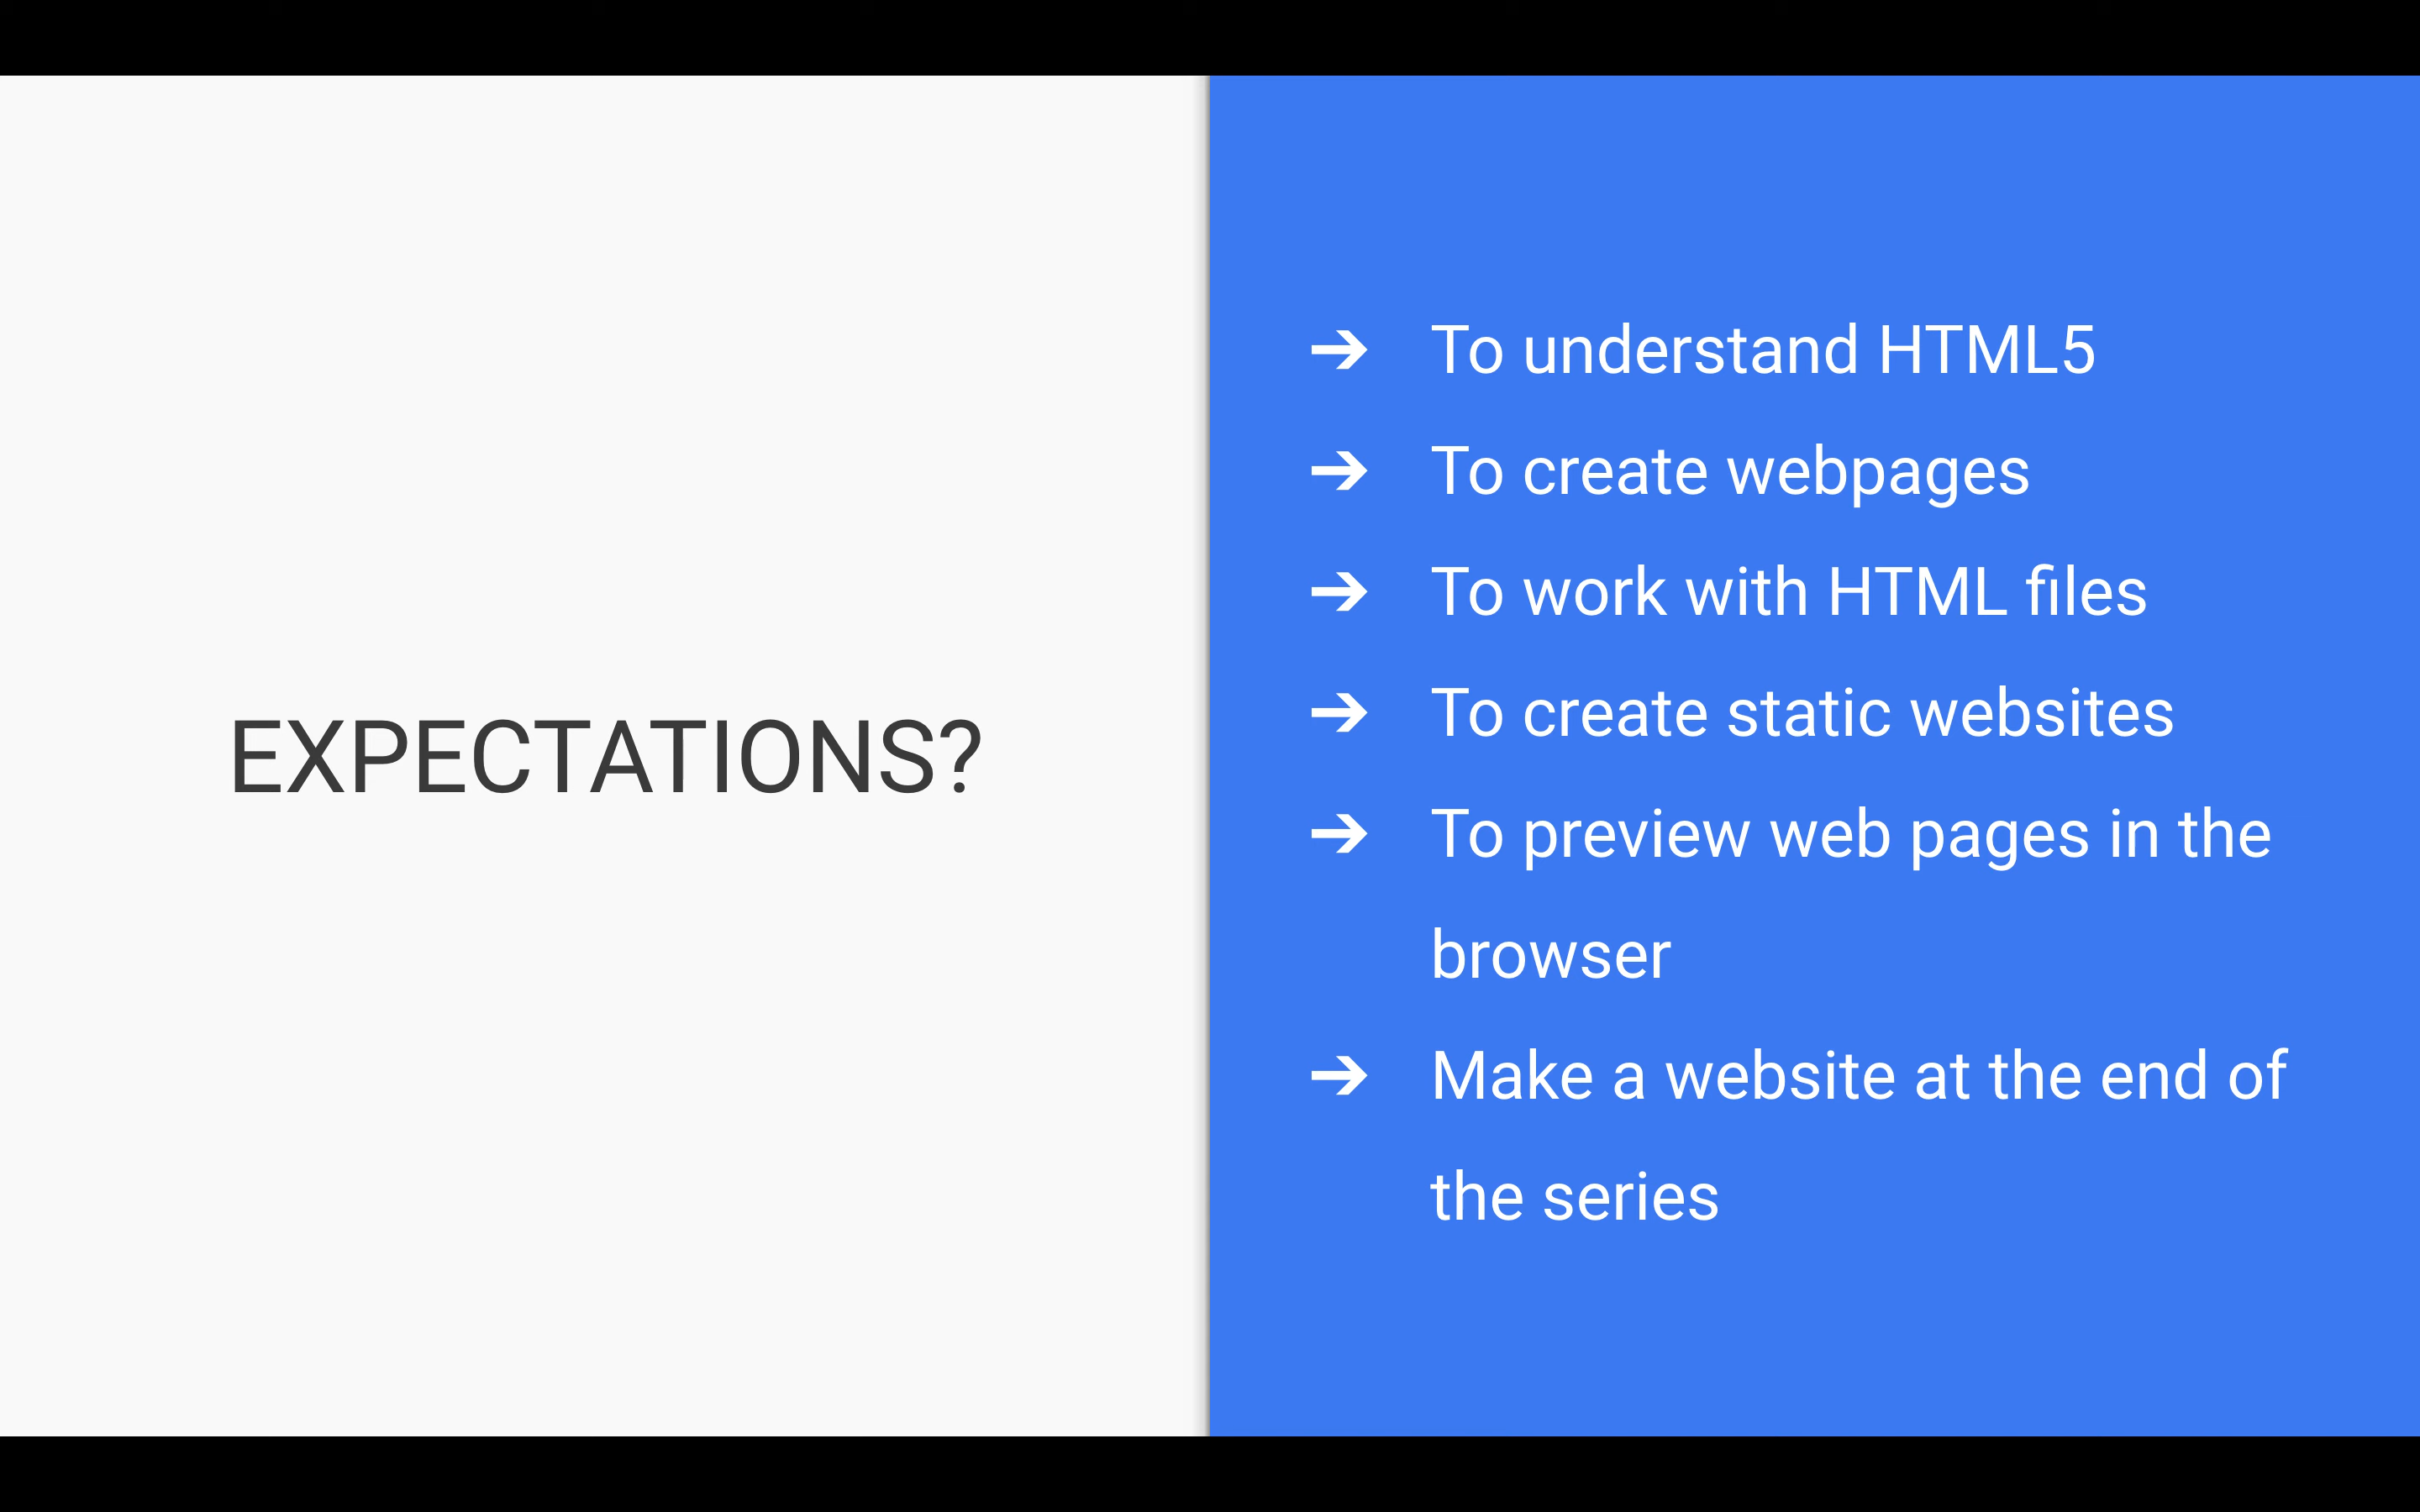 EXPECTATIONS?
➔ To understand HTML5
➔ To create webpages
➔ To work with HTML files
➔ To create static websites
➔ To preview web pages in the
browser
➔ Make a website at the end of
the series